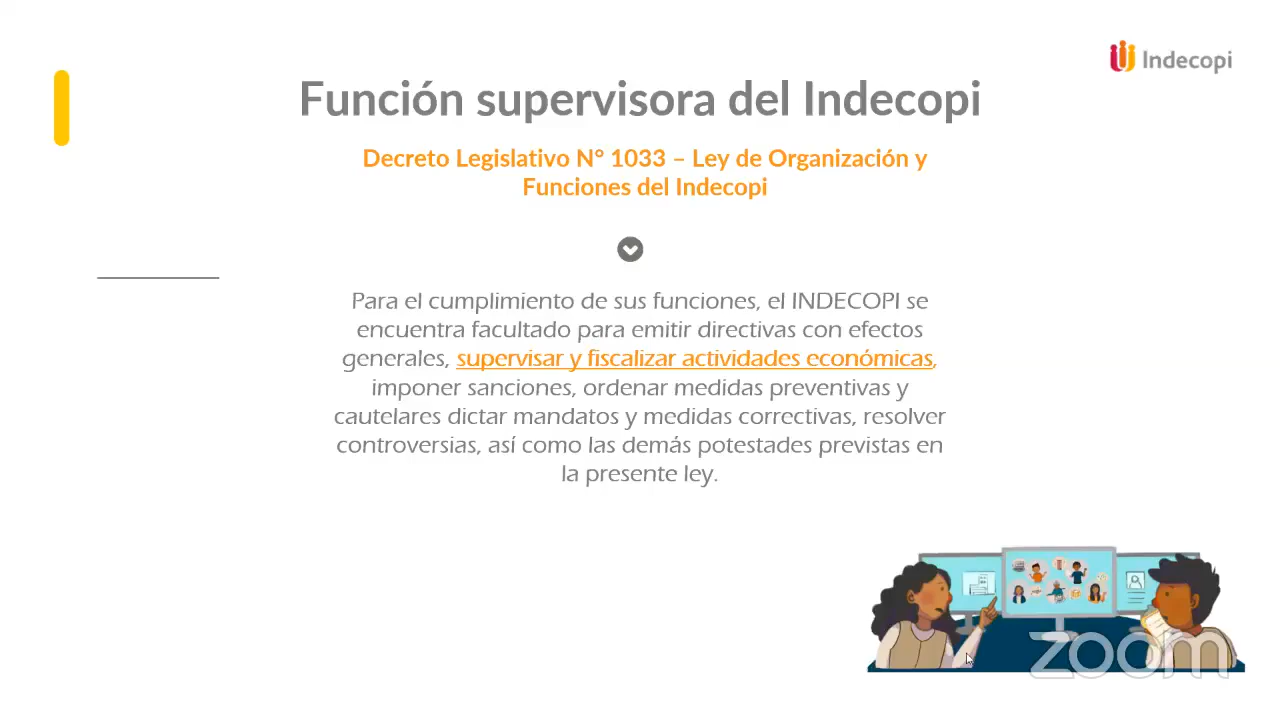 Indecopi
Función supervisora del Indecopi
Decreto Legislativo N° 1033 – Ley de Organización y
Funciones del Indecopi
Para el cumplimiento de sus funciones, el INDECOPI se
encuentra facultado para emitir directivas con efectos
generales, supervisar y fiscalizar actividades económicas,
imponer sanciones, ordenar medidas preventivas y
cautelares dictar mandatos y medidas correctivas, resolver
controversias, así como las demás potestades previstas en
la presente ley.
zoom